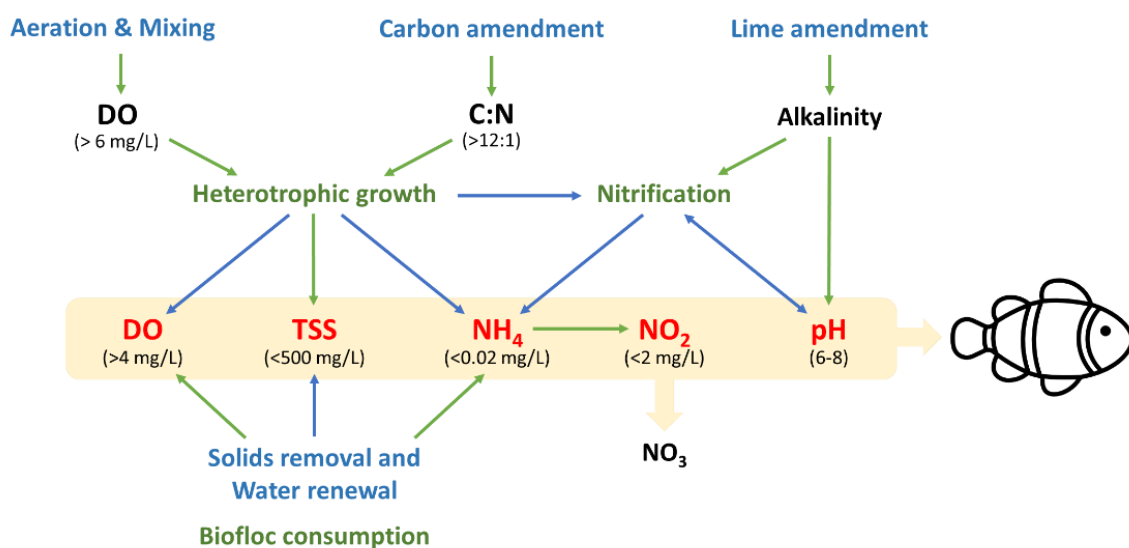 Aeration & Mixing
Carbon amendment
Lime amendment
DO
(> 6 mg/L)
C:N
(>12:1)
Alkalinity
Heterotrophic growth
Nitrification
DO
(>4 mg/L)
TSS
(<500 mg/L)
NH4
(<0.02 mg/L)
NO2
(<2 mg/L)
pH
(6-8)
NO3
Solids removal and
Water renewal
Biofloc consumption